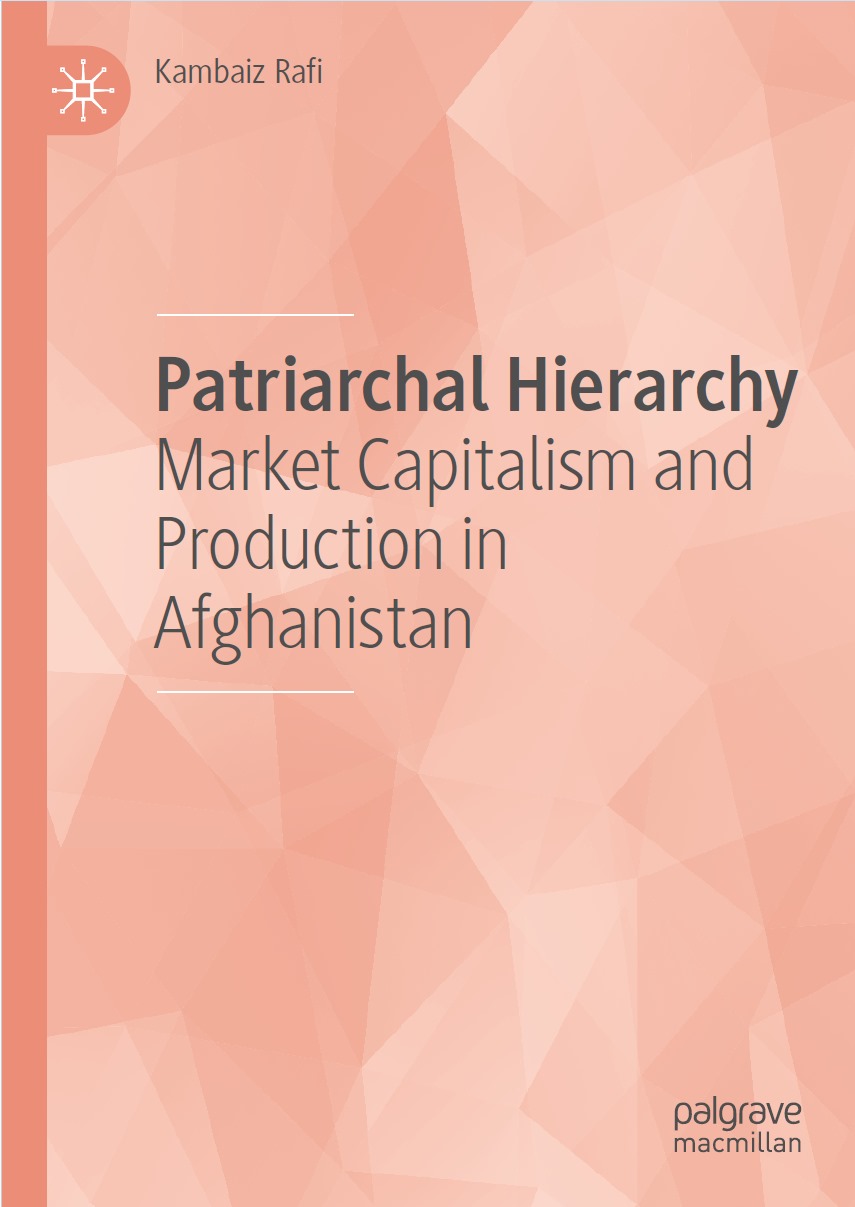 Kambaiz Rafi
Patriarchal Hierarchy
Market Capitalism and
Production in
Afghanistan
palgrave
macmillan